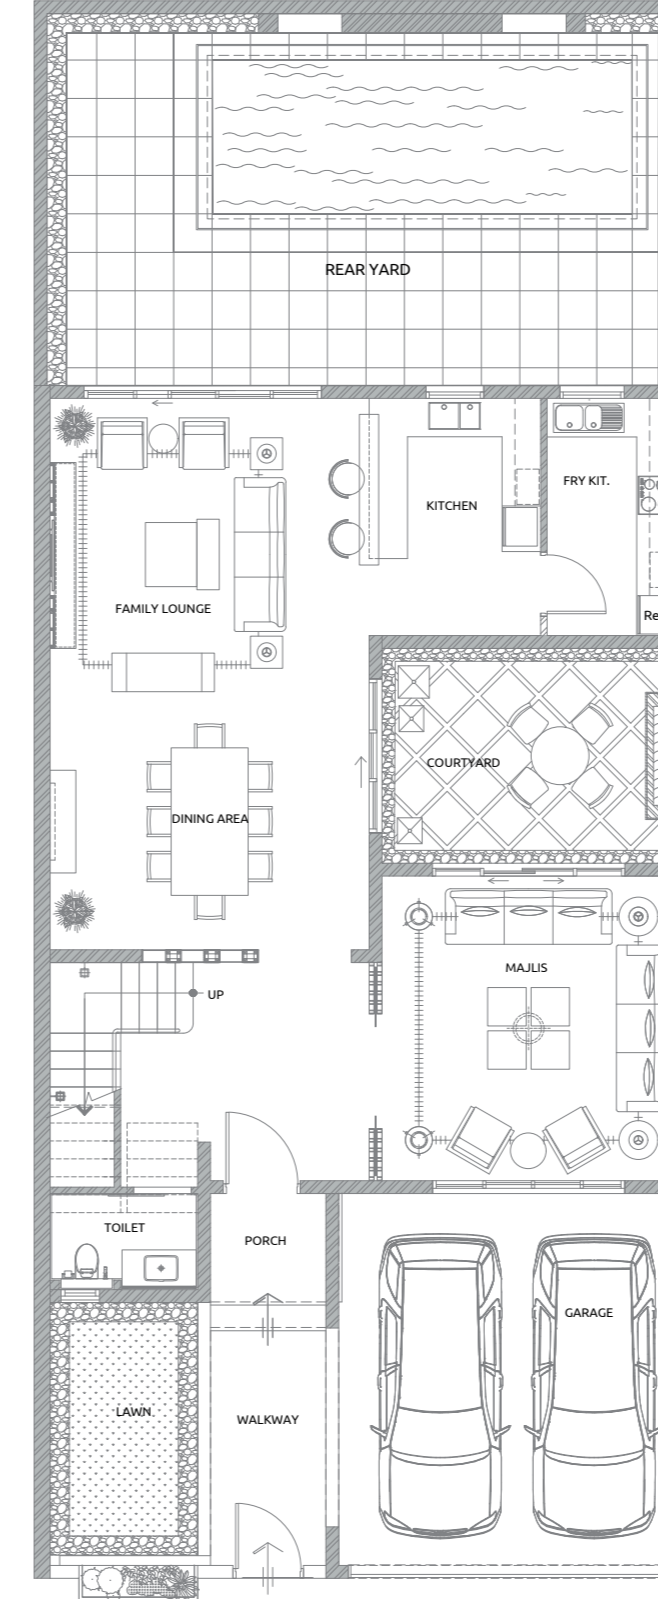 REAR YARD
FRY KIT.
KITCHEN
FAMILY LOUNGE
Re
COURTYARD
DINING AREA
MAJLIS
UP
TOILET
PORCH
GARAGE
LAWN
WALKWAY